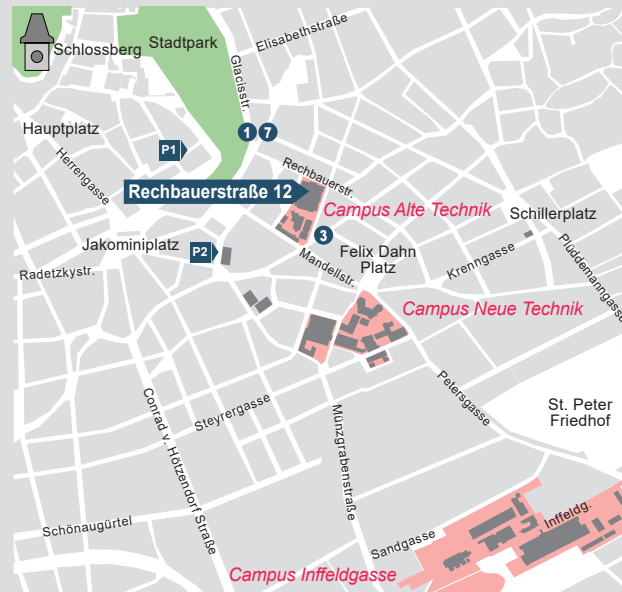 Elisabethstraße
Schlossberg
Stadtpark
Glacisstr.
Hauptplatz
1
7
P1
Herrengasse
Rechbauerstr.
Rechbauerstraße 12
Campus Alte Technik
Schillerplatz
3
Jakominiplatz
P2
Felix Dahn
Platz
Mandellstr.
Krenngasse
Plüddemanngasse
Radetzkystr.
Campus Neue Technik
Petersgasse
Steyrergasse
Conrad v. Hötzendorf Straße
Münzgrabenstraße
St. Peter
Friedhof
Schönaugürtel
Inffeldg.
Sandgasse
Campus Inffeldgasse